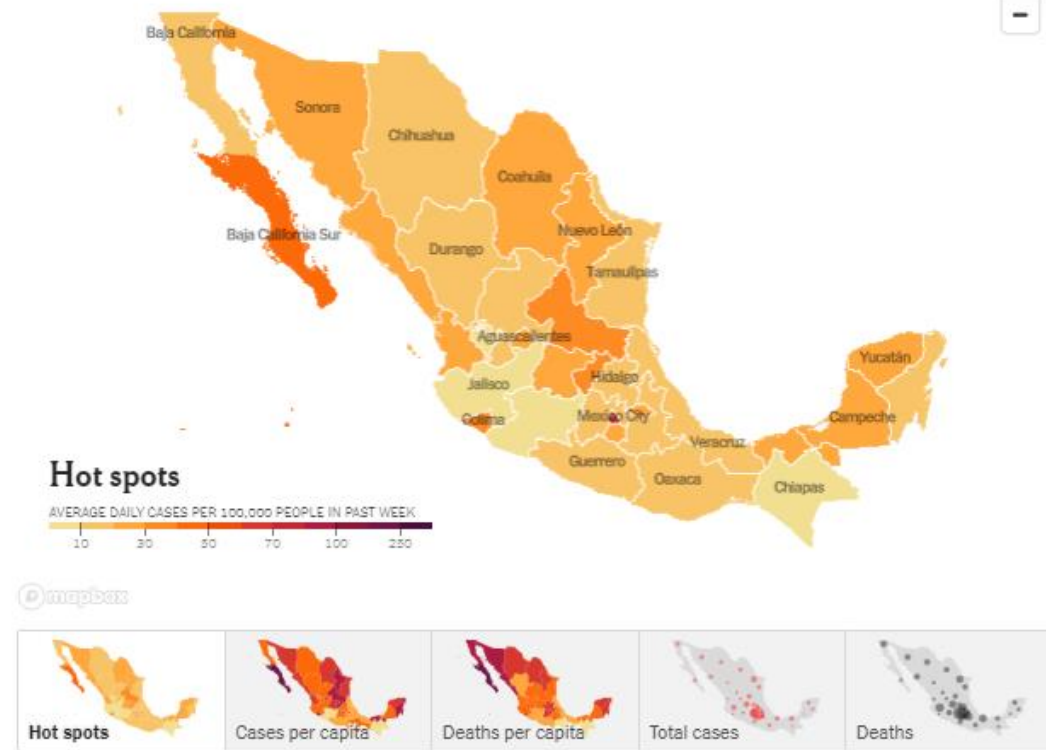 Baja California
Sonora
Chihuahua
Coahuila
Baja California Sur
Nuevo León
Durango
Tamaulipas
Aguascalientes
Yucatán
Hidalgo
Jalisco
Colima
Mexico City
Campeche
Veracruz
Guerrero
Oaxaca
Chiapas
Hot spots
AVERAGE DAILY CASES PER 100,000 PEOPLE IN PAST WEEK
10 30 50 70 100 250
mapbox
Hot spots
Cases per capita
Deaths per capita
Total cases
Deaths